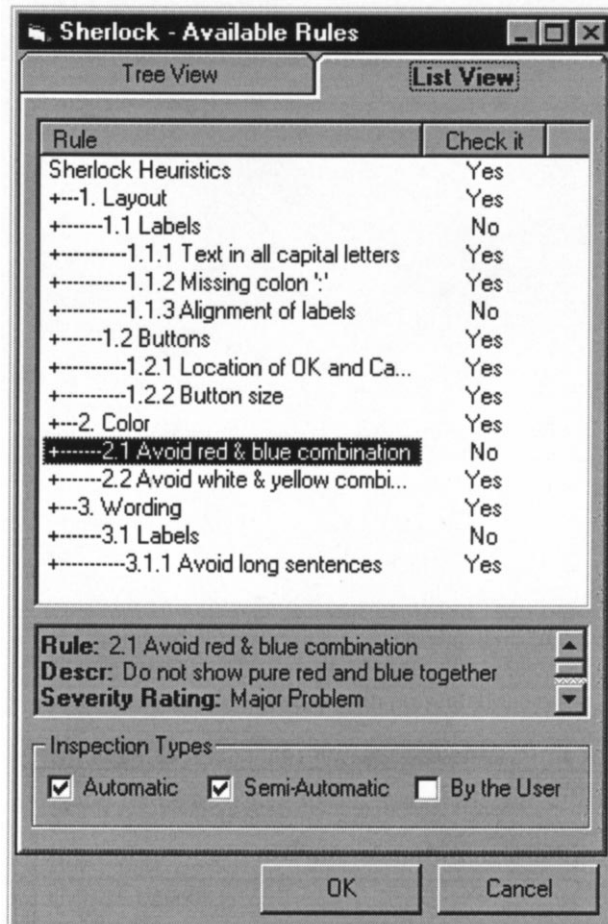 Sherlock - Available Rules
Tree View List View
Rule Check it
Sherlock Heuristics Yes
+---1. Layout Yes
+-------1.1 Labels No
+-----------1.1.1 Text in all capital letters Yes
+-----------1.1.2 Missing colon ':' Yes
+-----------1.1.3 Alignment of labels No
+-------1.2 Buttons Yes
+-----------1.2.1 Location of OK and Ca... Yes
+-----------1.2.2 Button size Yes
+---2. Color Yes
+-------2.1 Avoid red & blue combination No
+-------2.2 Avoid white & yellow combi... Yes
+---3. Wording Yes
+-------3.1 Labels No
+-----------3.1.1 Avoid long sentences Yes
Rule: 2.1 Avoid red & blue combination
Descr: Do not show pure red and blue together
Severity Rating: Major Problem
Inspection Types
Automatic Semi-Automatic By the User
OK Cancel